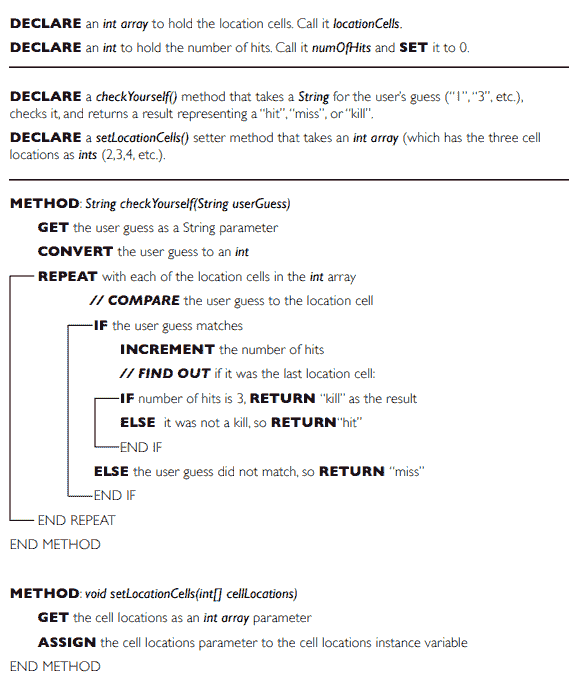 DECLARE an int array to hold the location cells. Call it locationCells.
DECLARE an int to hold the number of hits. Call it numOfHits and SET it to 0.
DECLARE a checkYourself() method that takes a String for the user's guess (“1”, “3”, etc.),
checks it, and returns a result representing a “hit”, “miss”, or “kill”.
DECLARE a setLocationCells() setter method that takes an int array (which has the three cell
locations as ints (2,3,4, etc.).
METHOD: String checkYourself(String userGuess)
GET the user guess as a String parameter
CONVERT the user guess to an int
REPEAT with each of the location cells in the int array
// COMPARE the user guess to the location cell
IF the user guess matches
INCREMENT the number of hits
// FIND OUT if it was the last location cell:
IF number of hits is 3, RETURN “kill” as the result
ELSE it was not a kill, so RETURN“hit”
END IF
ELSE the user guess did not match, so RETURN “miss”
END IF
END REPEAT
END METHOD
METHOD: void setLocationCells(int[] cellLocations)
GET the cell locations as an int array parameter
ASSIGN the cell locations parameter to the cell locations instance variable
END METHOD